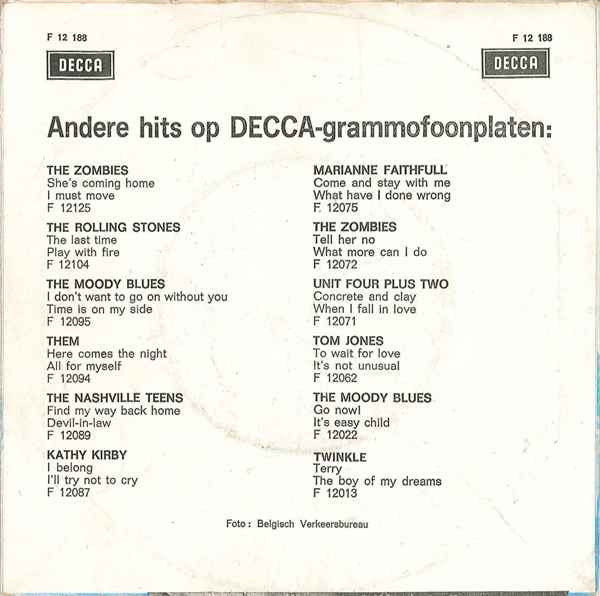 F 12 188
F 12 188
DECCA
DECCA
Andere hits op DECCA-grammofoonplaten:
THE ZOMBIES
She's coming home
I must move
F 12125
THE ROLLING STONES
The last time
Play with fire
F 12104
THE MOODY BLUES
I don't want to go on without you
Time is on my side
F 12095
THEM
Here comes the night
All for myself
F 12094
THE NASHVILLE TEENS
Find my way back home
Devil-in-law
F 12089
KATHY KIRBY
I belong
I'll try not to cry
F 12087
MARIANNE FAITHFULL
Come and stay with me
What have I done wrong
F 12075
THE ZOMBIES
Tell her no
What more can I do
F 12072
UNIT FOUR PLUS TWO
Concrete and clay
When I fall in love
F 12071
TOM JONES
To wait for love
It's not unusual
F 12062
THE MOODY BLUES
Go now!
It's easy child
F 12022
TWINKLE
Terry
The boy of my dreams
F 12013
Foto : Belgisch Verkeersbureau